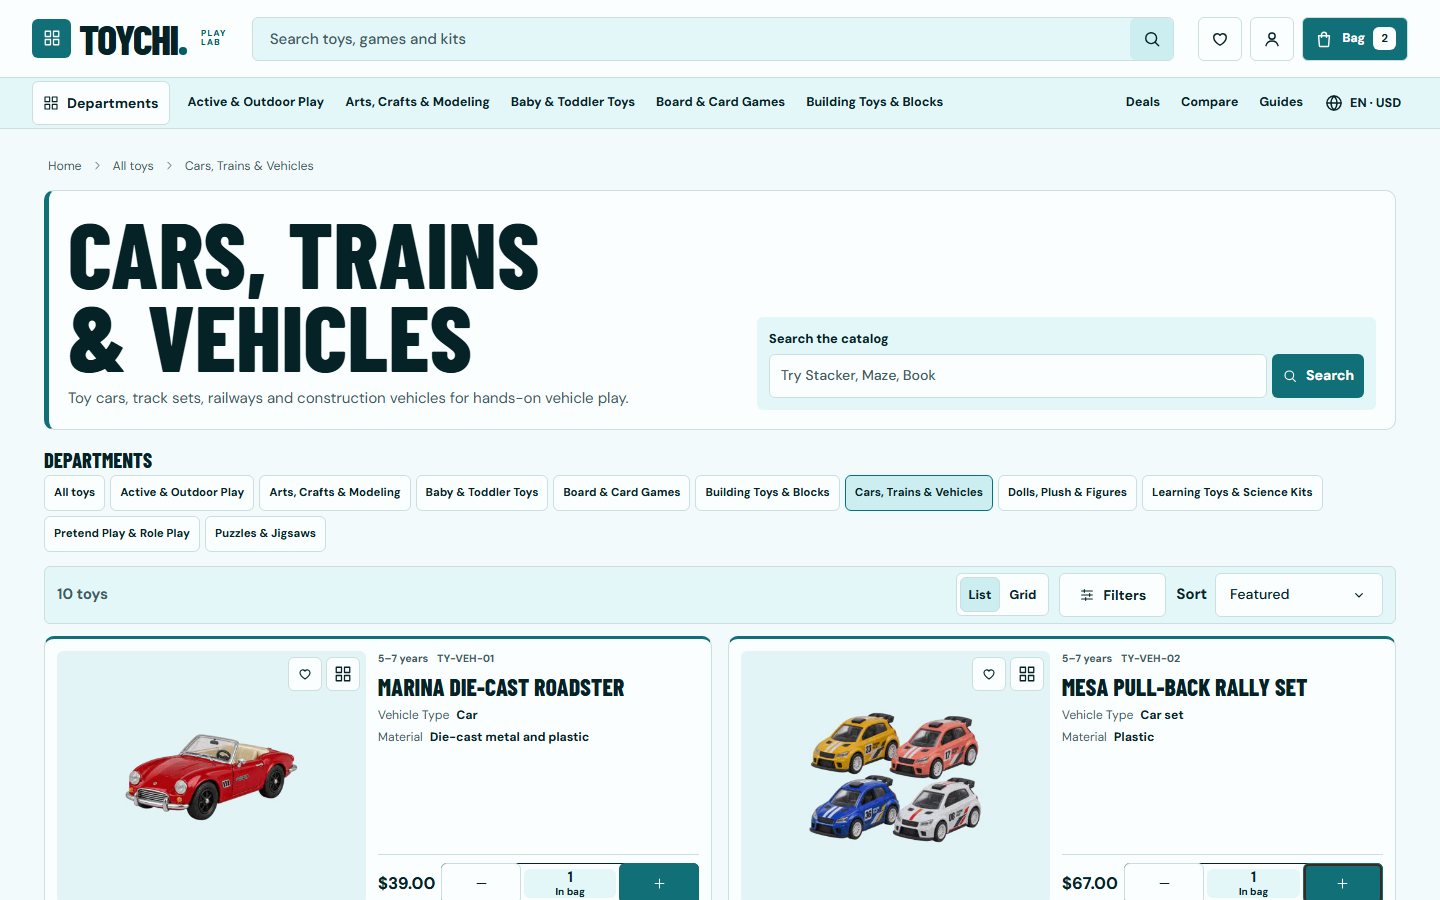 TOYCHI.
PLAY
LAB
Search toys, games and kits
Bag 2
Departments
Active & Outdoor Play
Arts, Crafts & Modeling
Baby & Toddler Toys
Board & Card Games
Building Toys & Blocks
Deals
Compare
Guides
EN · USD
Home
All toys
Cars, Trains & Vehicles
CARS, TRAINS
& VEHICLES
Toy cars, track sets, railways and construction vehicles for hands-on vehicle play.
Search the catalog
Try Stacker, Maze, Book
Search
DEPARTMENTS
All toys
Active & Outdoor Play
Arts, Crafts & Modeling
Baby & Toddler Toys
Board & Card Games
Building Toys & Blocks
Cars, Trains & Vehicles
Dolls, Plush & Figures
Learning Toys & Science Kits
Pretend Play & Role Play
Puzzles & Jigsaws
10 toys
List
Grid
Filters
Sort
Featured
5–7 years TY-VEH-01
MARINA DIE-CAST ROADSTER
Vehicle Type Car
Material Die-cast metal and plastic
$39.00
−
1
In bag
+
5–7 years TY-VEH-02
MESA PULL-BACK RALLY SET
Vehicle Type Car set
Material Plastic
$67.00
−
1
In bag
+